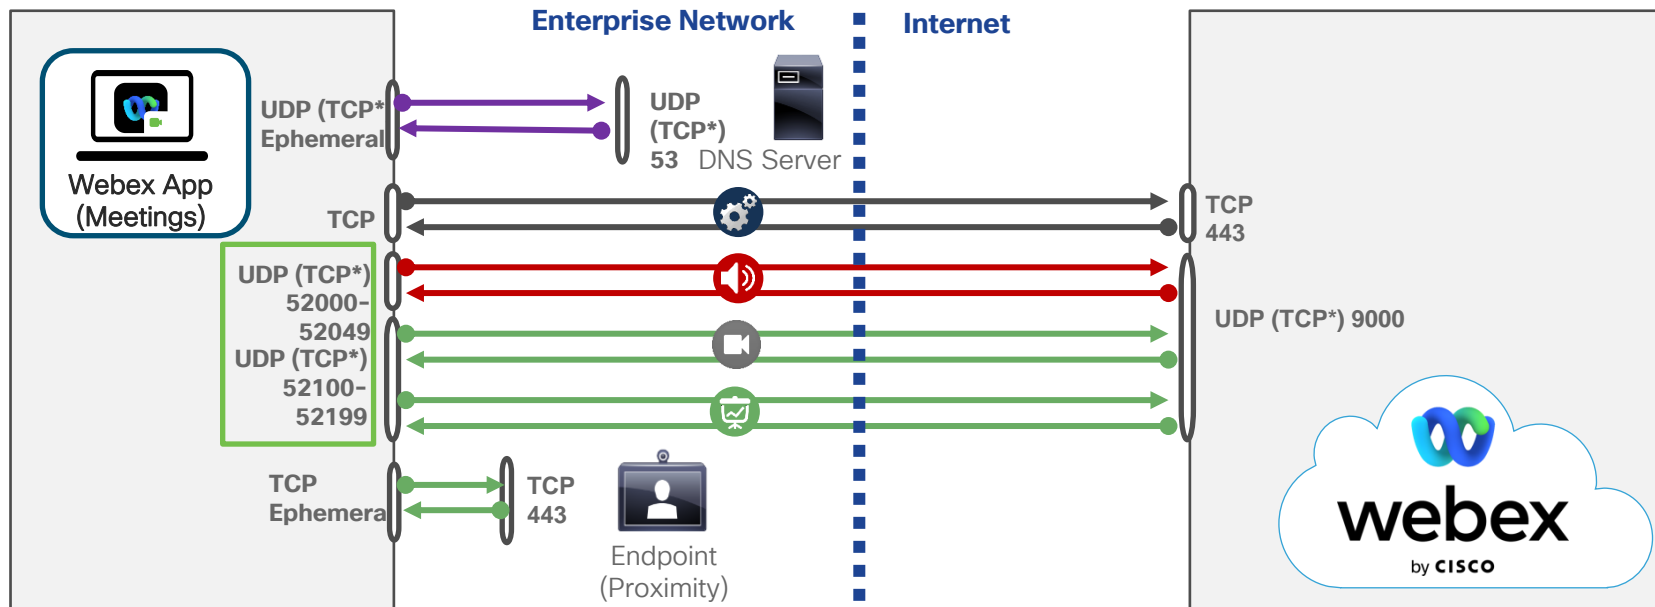 Enterprise Network
Internet
Webex App
(Meetings)
UDP (TCP*
Ephemeral
UDP
(TCP*)
53
DNS Server
TCP
TCP
443
UDP (TCP*)
52000-
52049
UDP (TCP*)
52100-
52199
UDP (TCP*) 9000
TCP
Ephemera
TCP
443
Endpoint
(Proximity)
webex
by CISCO